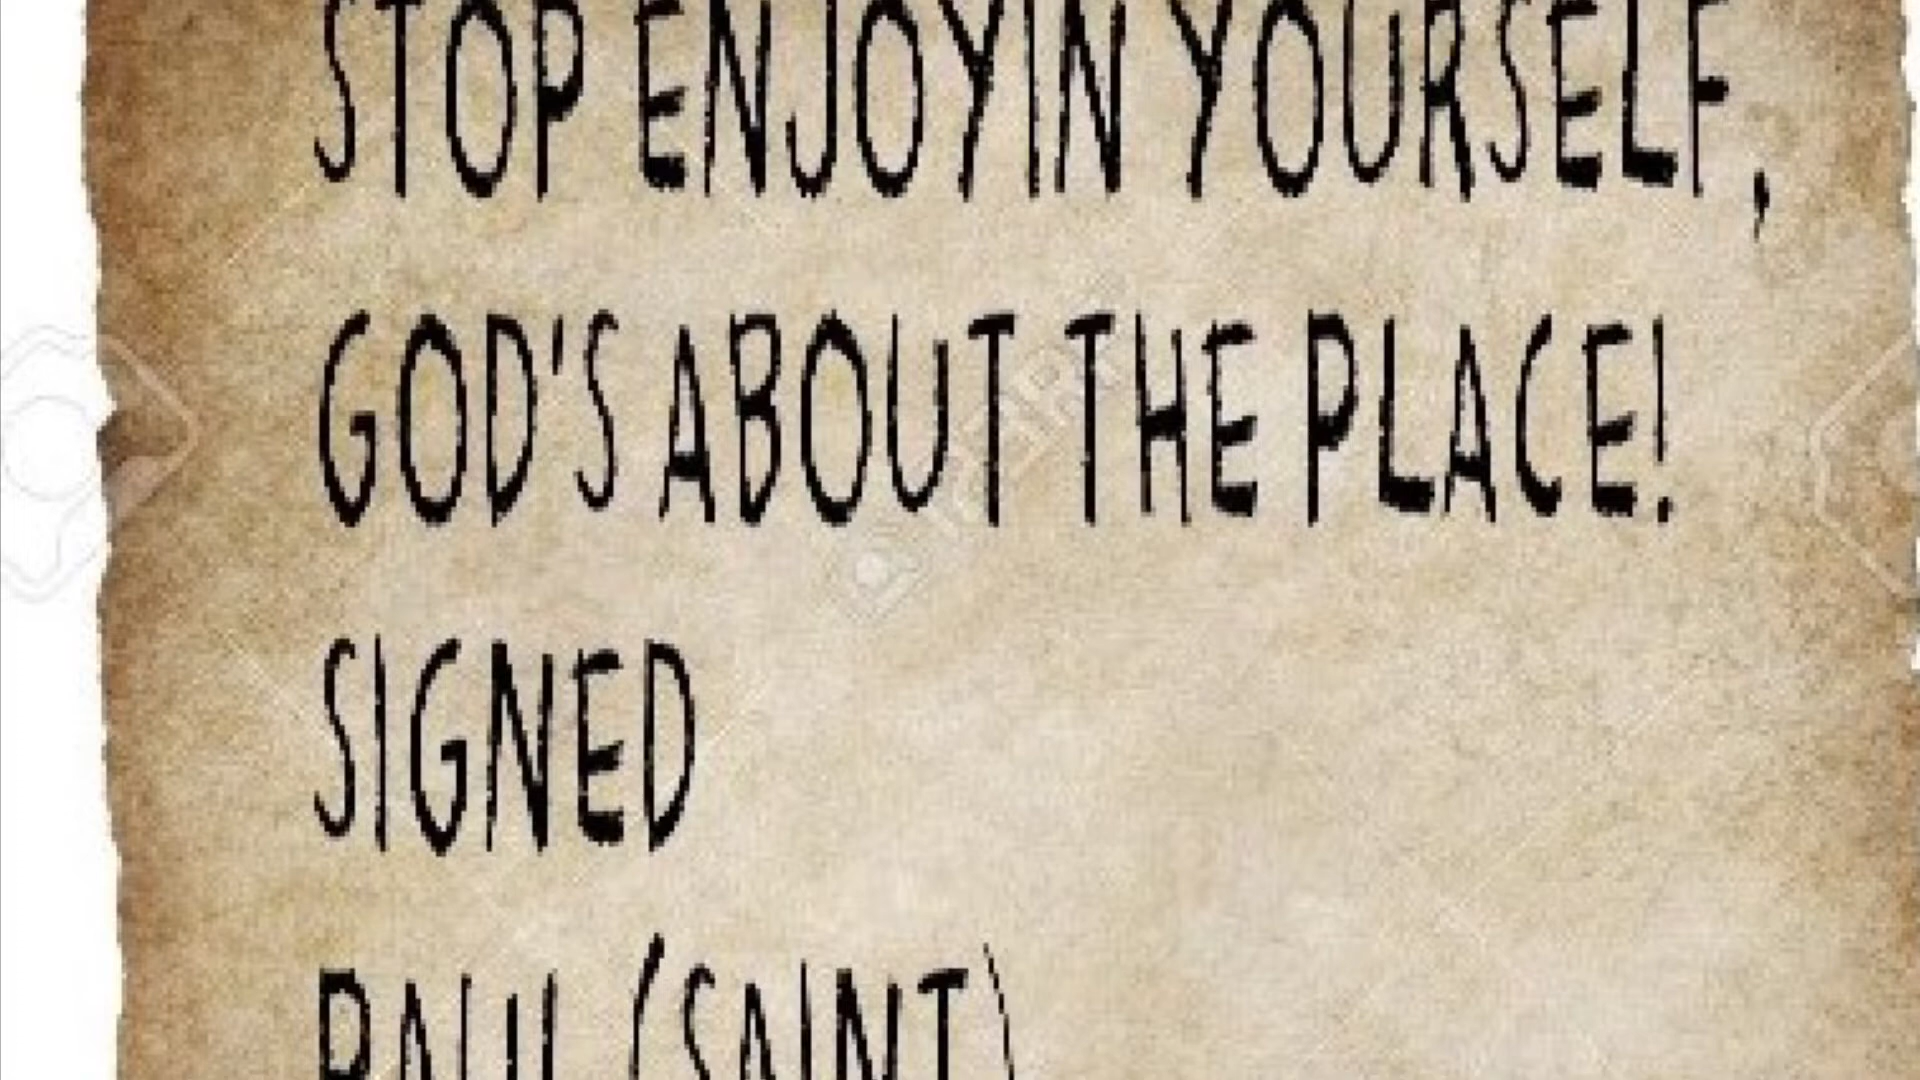 STOP ENJOYIN YOURSELF,
GOD'S ABOUT THE PLACE!
SIGNED
PAUL (SAINT)